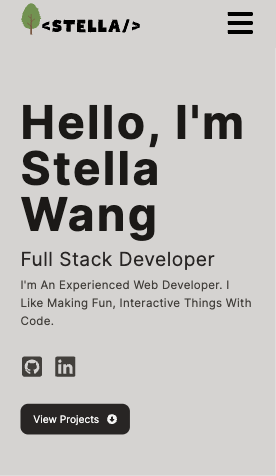 <STELLA/>
Hello, I'm
Stella
Wang
Full Stack Developer
I'm An Experienced Web Developer. I
Like Making Fun, Interactive Things With
Code.
View Projects